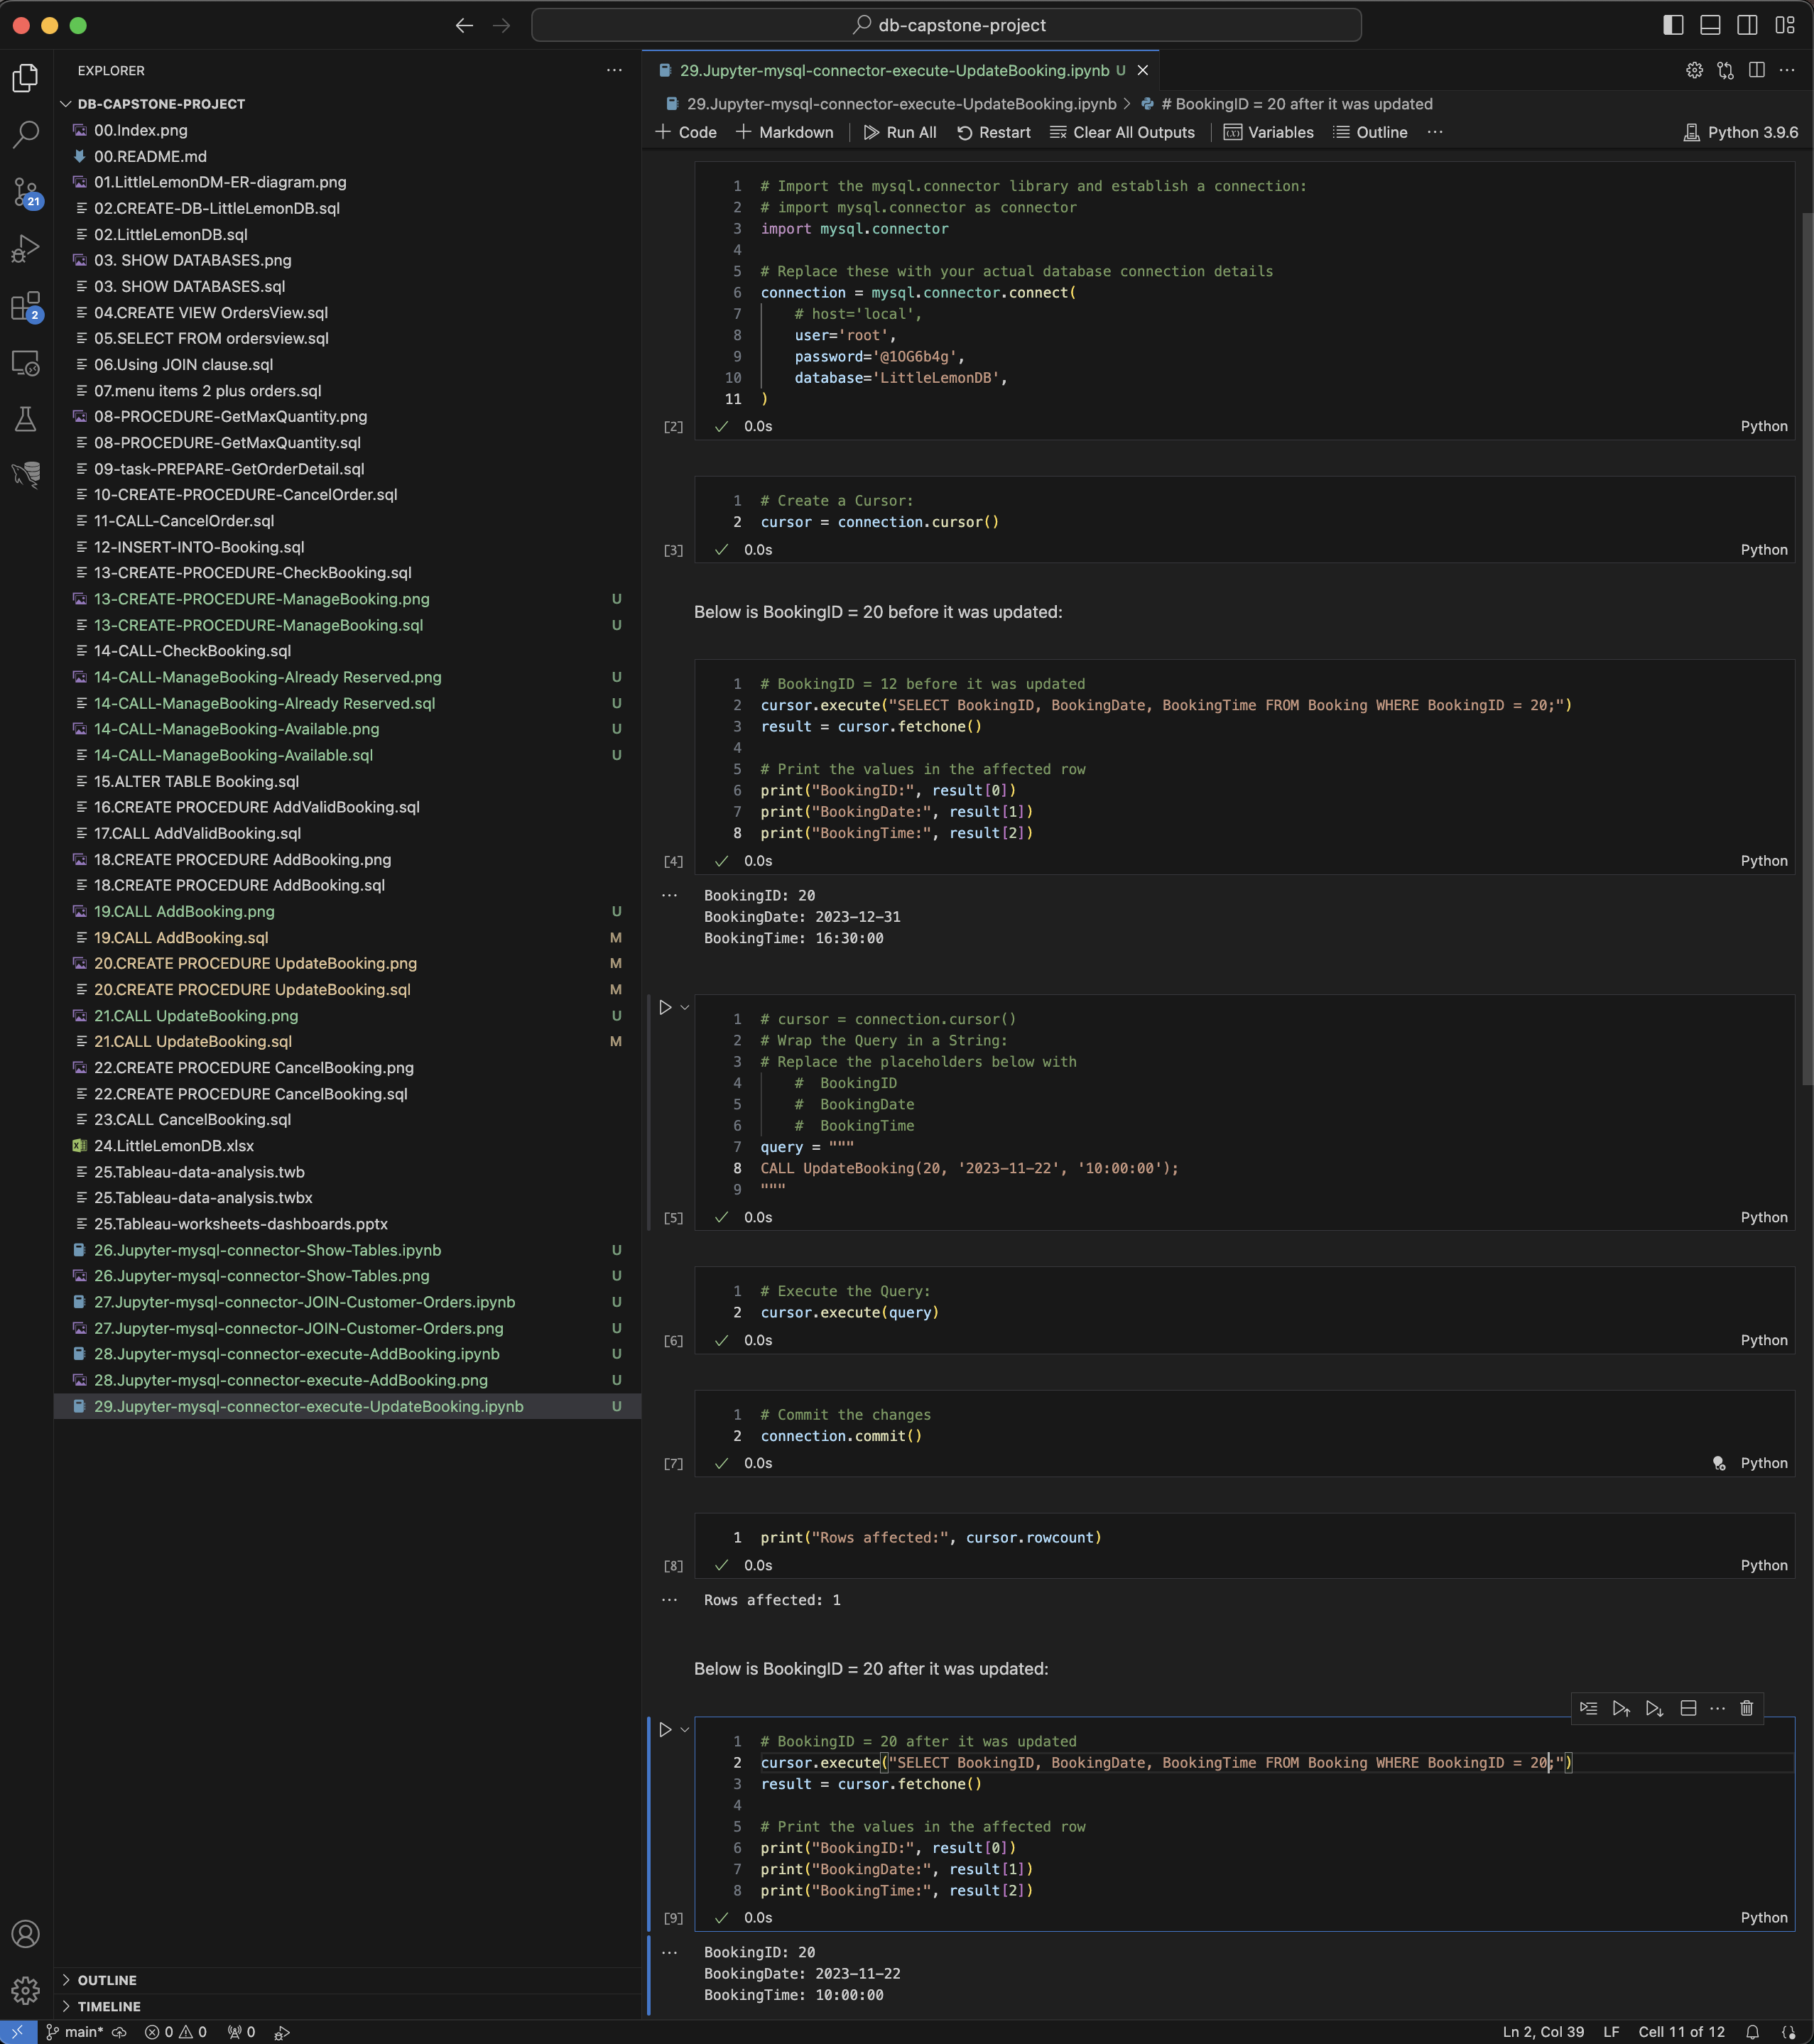 db-capstone-project
EXPLORER
DB-CAPSTONE-PROJECT
00.Index.png
00.README.md
01.LittleLemonDM-ER-diagram.png
02.CREATE-DB-LittleLemonDB.sql
02.LittleLemonDB.sql
03. SHOW DATABASES.png
03. SHOW DATABASES.sql
04.CREATE VIEW OrdersView.sql
05.SELECT FROM ordersview.sql
06.Using JOIN clause.sql
07.menu items 2 plus orders.sql
08-PROCEDURE-GetMaxQuantity.png
08-PROCEDURE-GetMaxQuantity.sql
09-task-PREPARE-GetOrderDetail.sql
10-CREATE-PROCEDURE-CancelOrder.sql
11-CALL-CancelOrder.sql
12-INSERT-INTO-Booking.sql
13-CREATE-PROCEDURE-CheckBooking.sql
13-CREATE-PROCEDURE-ManageBooking.png U
13-CREATE-PROCEDURE-ManageBooking.sql U
14-CALL-CheckBooking.sql
14-CALL-ManageBooking-Already Reserved.png U
14-CALL-ManageBooking-Already Reserved.sql U
14-CALL-ManageBooking-Available.png U
14-CALL-ManageBooking-Available.sql U
15.ALTER TABLE Booking.sql
16.CREATE PROCEDURE AddValidBooking.sql
17.CALL AddValidBooking.sql
18.CREATE PROCEDURE AddBooking.png
18.CREATE PROCEDURE AddBooking.sql
19.CALL AddBooking.png U
19.CALL AddBooking.sql M
20.CREATE PROCEDURE UpdateBooking.png M
20.CREATE PROCEDURE UpdateBooking.sql M
21.CALL UpdateBooking.png U
21.CALL UpdateBooking.sql M
22.CREATE PROCEDURE CancelBooking.png
22.CREATE PROCEDURE CancelBooking.sql
23.CALL CancelBooking.sql
24.LittleLemonDB.xlsx
25.Tableau-data-analysis.twb
25.Tableau-data-analysis.twbx
25.Tableau-worksheets-dashboards.pptx
26.Jupyter-mysql-connector-Show-Tables.ipynb U
26.Jupyter-mysql-connector-Show-Tables.png U
27.Jupyter-mysql-connector-JOIN-Customer-Orders.ipynb U
27.Jupyter-mysql-connector-JOIN-Customer-Orders.png U
28.Jupyter-mysql-connector-execute-AddBooking.ipynb U
28.Jupyter-mysql-connector-execute-AddBooking.png U
29.Jupyter-mysql-connector-execute-UpdateBooking.ipynb U
OUTLINE
TIMELINE
21
2
29.Jupyter-mysql-connector-execute-UpdateBooking.ipynb U
29.Jupyter-mysql-connector-execute-UpdateBooking.ipynb > # BookingID = 20 after it was updated
+ Code + Markdown Run All Restart Clear All Outputs Variables Outline ... Python 3.9.6
1 # Import the mysql.connector library and establish a connection:
2 # import mysql.connector as connector
3 import mysql.connector
4
5 # Replace these with your actual database connection details
6 connection = mysql.connector.connect(
7 # host='local',
8 user='root',
9 password='@1OG6b4g',
10 database='LittleLemonDB',
11 )
[2] 0.0s Python
1 # Create a Cursor:
2 cursor = connection.cursor()
[3] 0.0s Python
Below is BookingID = 20 before it was updated:
1 # BookingID = 12 before it was updated
2 cursor.execute("SELECT BookingID, BookingDate, BookingTime FROM Booking WHERE BookingID = 20;")
3 result = cursor.fetchone()
4
5 # Print the values in the affected row
6 print("BookingID:", result[0])
7 print("BookingDate:", result[1])
8 print("BookingTime:", result[2])
[4] 0.0s Python
... BookingID: 20
BookingDate: 2023-12-31
BookingTime: 16:30:00
1 # cursor = connection.cursor()
2 # Wrap the Query in a String:
3 # Replace the placeholders below with
4 # BookingID
5 # BookingDate
6 # BookingTime
7 query = """
8 CALL UpdateBooking(20, '2023-11-22', '10:00:00');
9 """
[5] 0.0s Python
1 # Execute the Query:
2 cursor.execute(query)
[6] 0.0s Python
1 # Commit the changes
2 connection.commit()
[7] 0.0s Python
1 print("Rows affected:", cursor.rowcount)
[8] 0.0s Python
... Rows affected: 1
Below is BookingID = 20 after it was updated:
1 # BookingID = 20 after it was updated
2 cursor.execute("SELECT BookingID, BookingDate, BookingTime FROM Booking WHERE BookingID = 20;")
3 result = cursor.fetchone()
4
5 # Print the values in the affected row
6 print("BookingID:", result[0])
7 print("BookingDate:", result[1])
8 print("BookingTime:", result[2])
[9] 0.0s Python
... BookingID: 20
BookingDate: 2023-11-22
BookingTime: 10:00:00
main* 0 0 0 Ln 2, Col 39 LF Cell 11 of 12